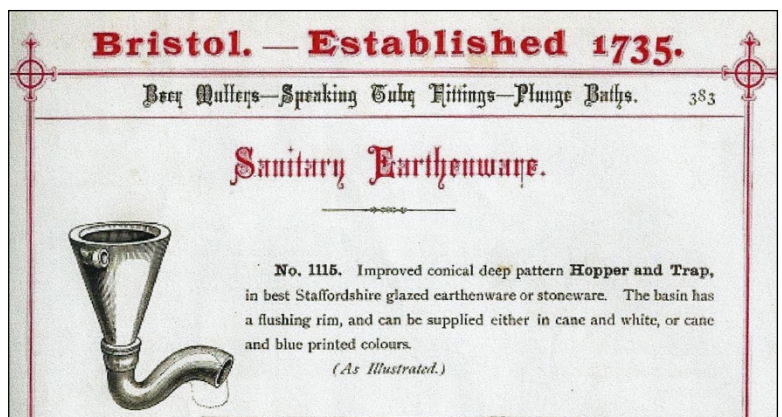 Bristol. — Established 1735.
Beer Mullers—Speaking Tube Fittings—Plunge Baths. 383
Sanitary Earthenware.
No. 1115. Improved conical deep pattern Hopper and Trap,
in best Staffordshire glazed earthenware or stoneware. The basin has
a flushing rim, and can be supplied either in cane and white, or cane
and blue printed colours.
(As Illustrated.)